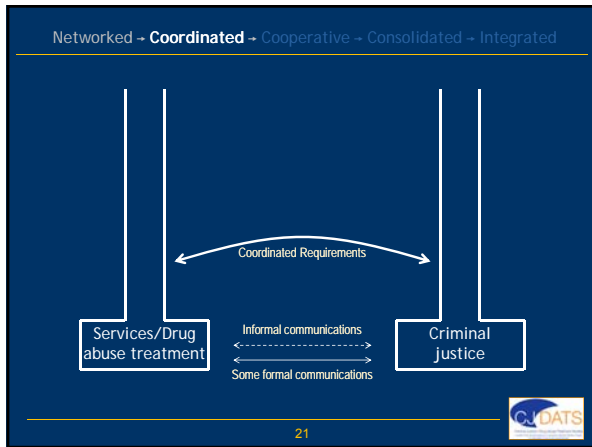 Networked → Coordinated → Cooperative → Consolidated → Integrated
Coordinated Requirements
Services/Drug
abuse treatment
Informal communications
Some formal communications
Criminal
justice
CJDATS
21